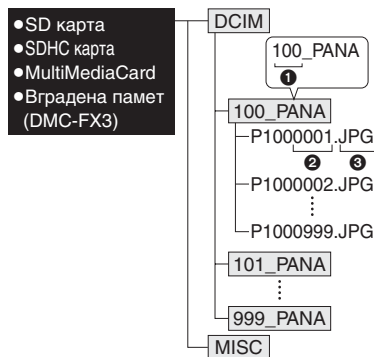 ●SD карта
●SDHC карта
●MultiMediaCard
●Вградена памет
(DMC-FX3)
DCIM
100_PANA
❶
100_PANA
P1000001.JPG
❷ ❸
P1000002.JPG
P1000999.JPG
101_PANA
999_PANA
MISC